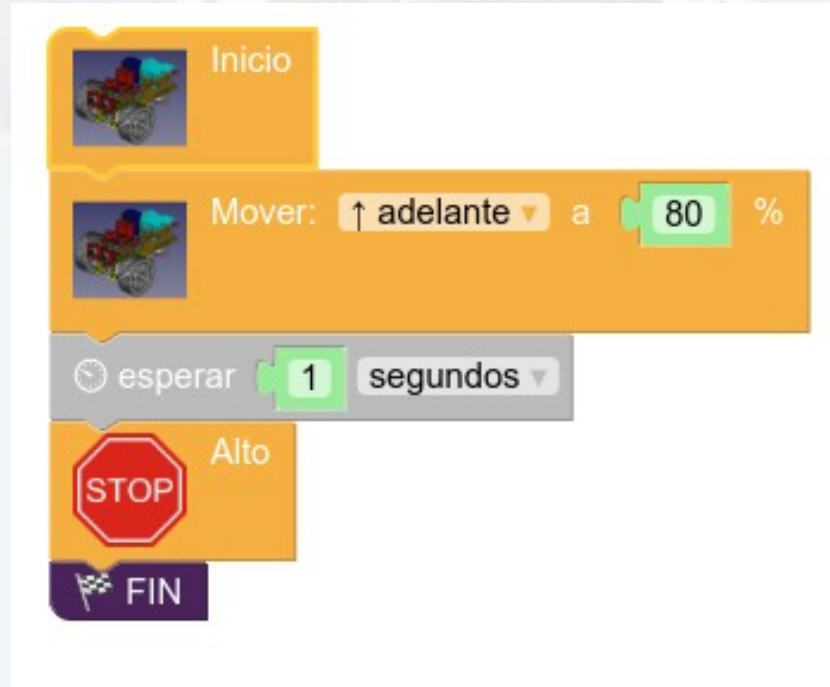 Inicio
Mover: ↑ adelante ▾ a 80 %
esperar 1 segundos ▾
Alto
STOP
FIN